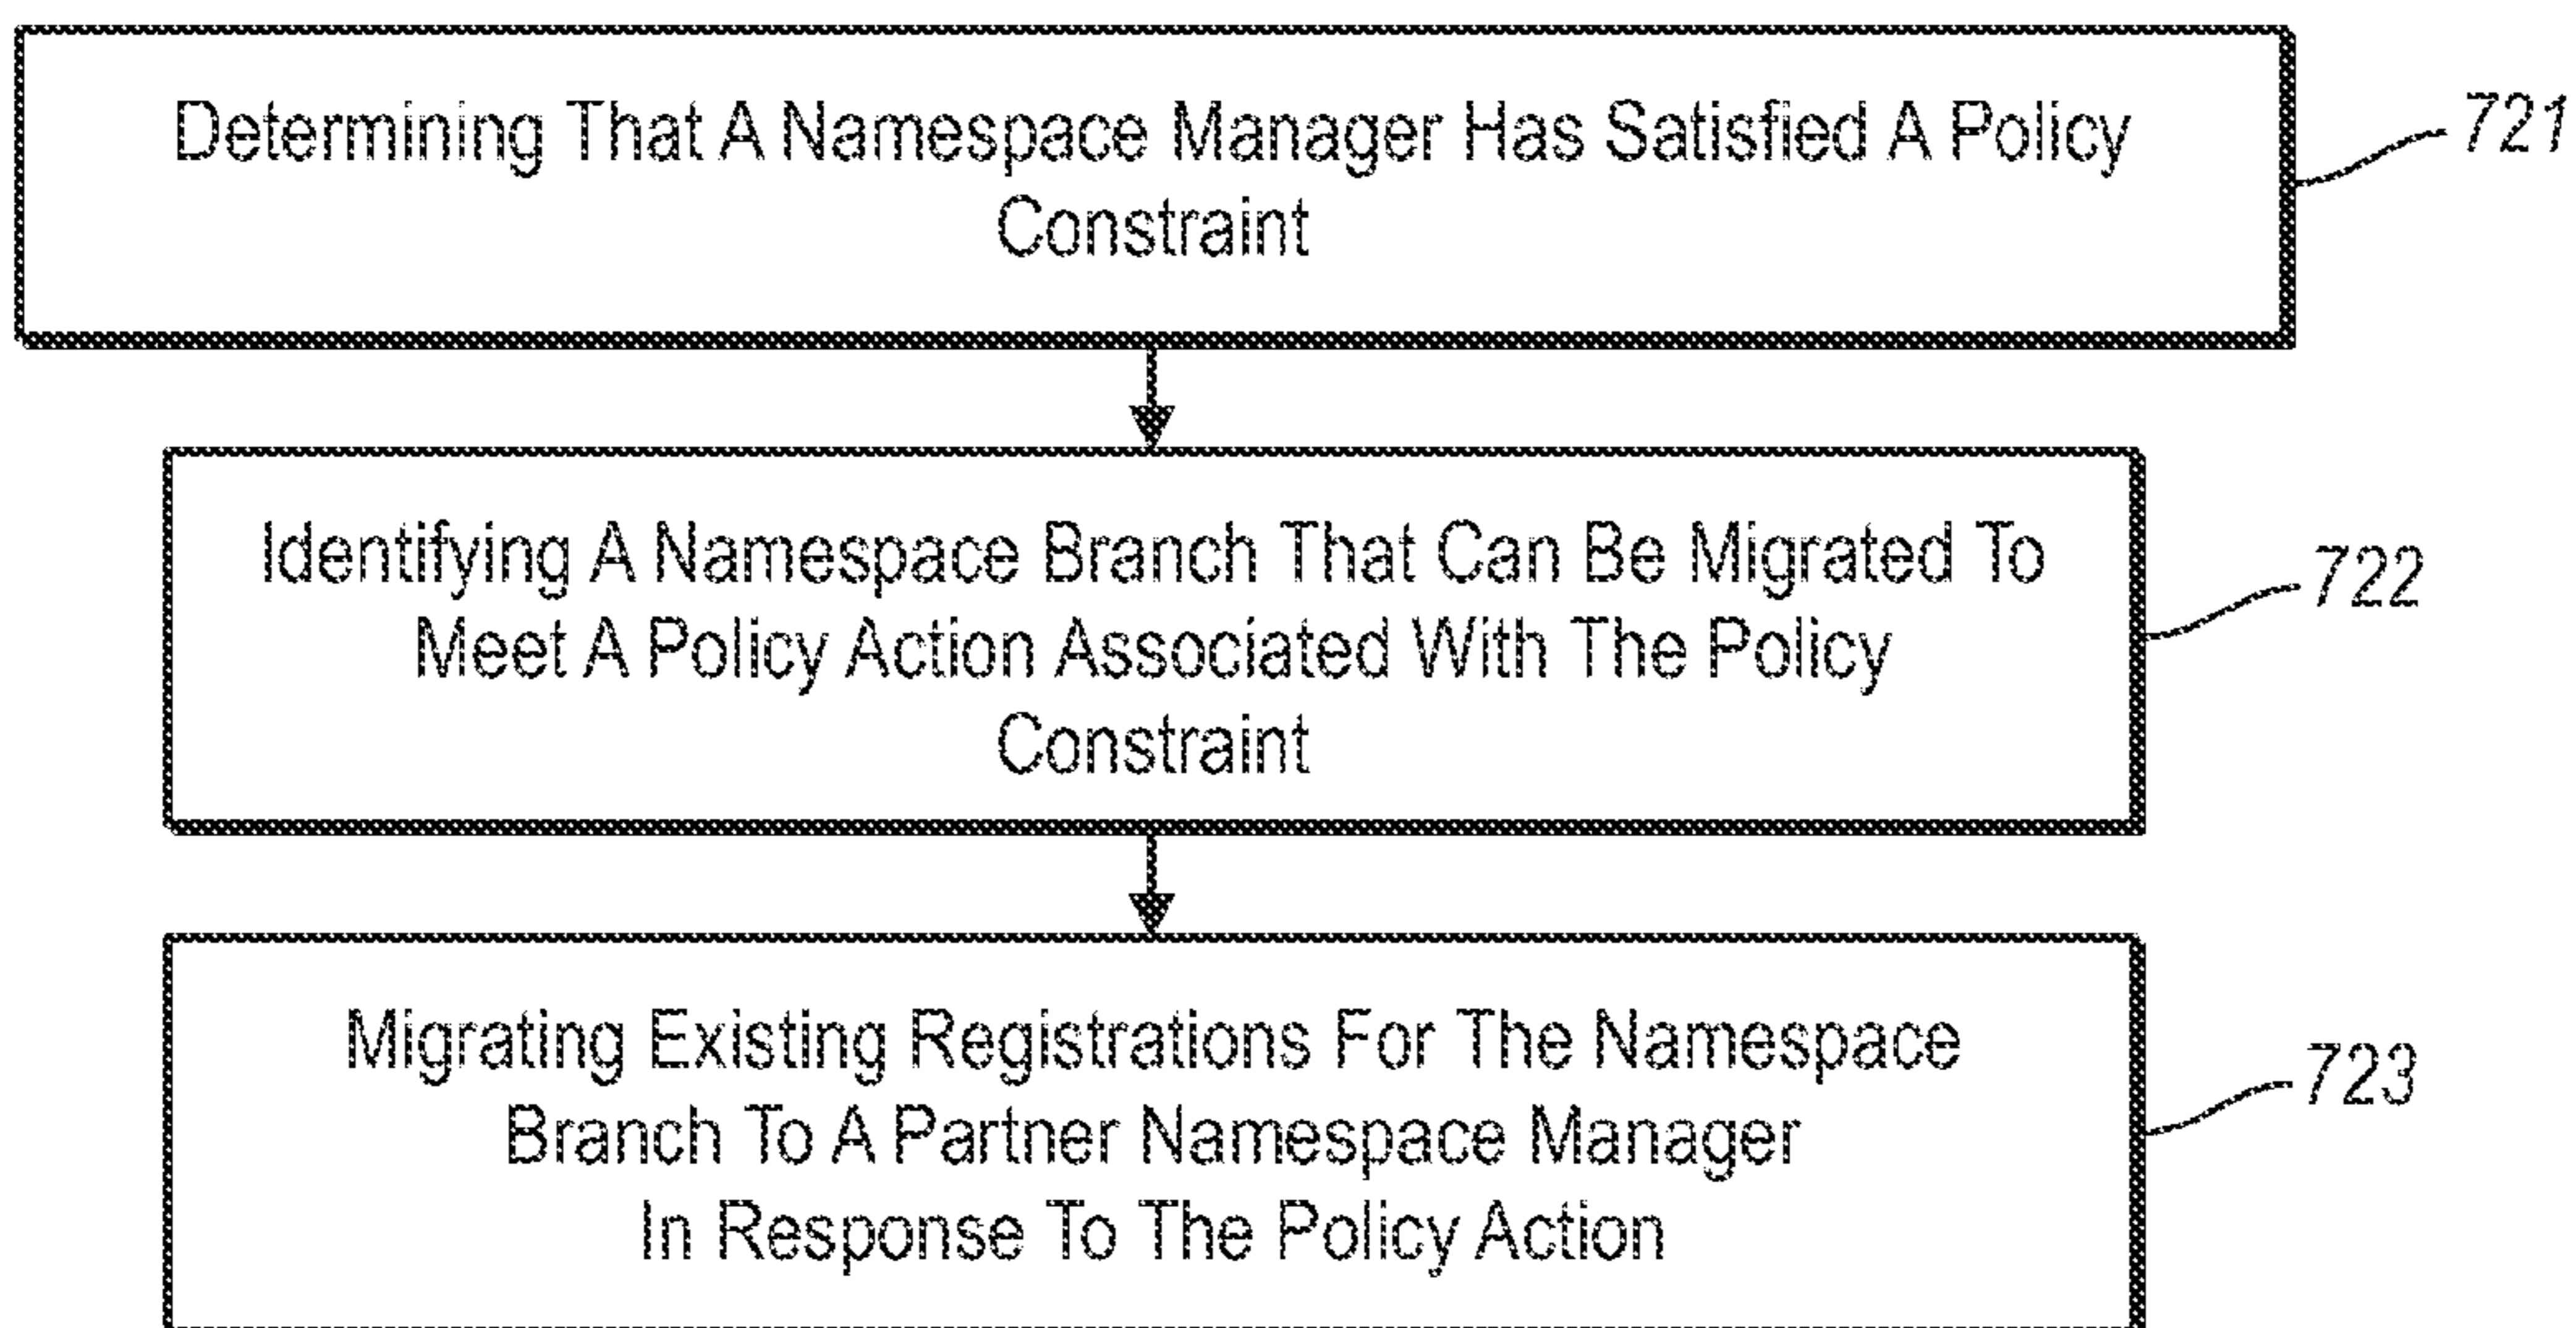 Determining That A Namespace Manager Has Satisfied A Policy
Constraint
721
Identifying A Namespace Branch That Can Be Migrated To
Meet A Policy Action Associated With The Policy
Constraint
722
Migrating Existing Registrations For The Namespace
Branch To A Partner Namespace Manager
In Response To The Policy Action
723